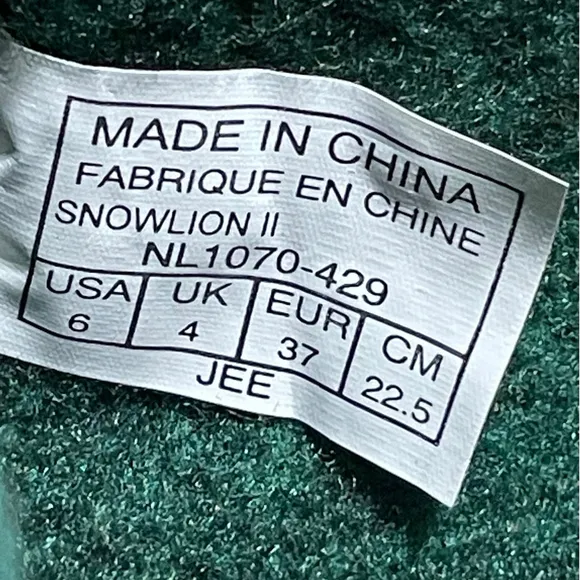 MADE IN CHINA
FABRIQUE EN CHINE
SNOWLION II
NL1070-429
USA UK EUR CM
6 4 37 22.5
JEE